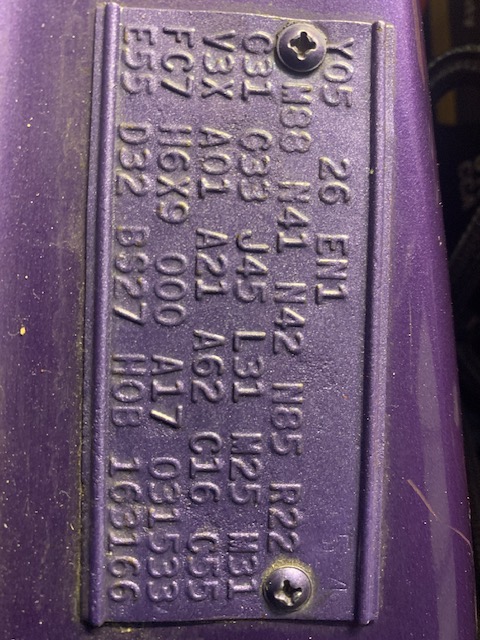 Y05 26 EN1
M88 N41 N42 N85 R22
G31 G33 J45 L31 M25 M31
V3X A01 A21 A62 C16 C55
FC7 H6X9 000 A17 031533
E55 D32 BS27 H0B 163166